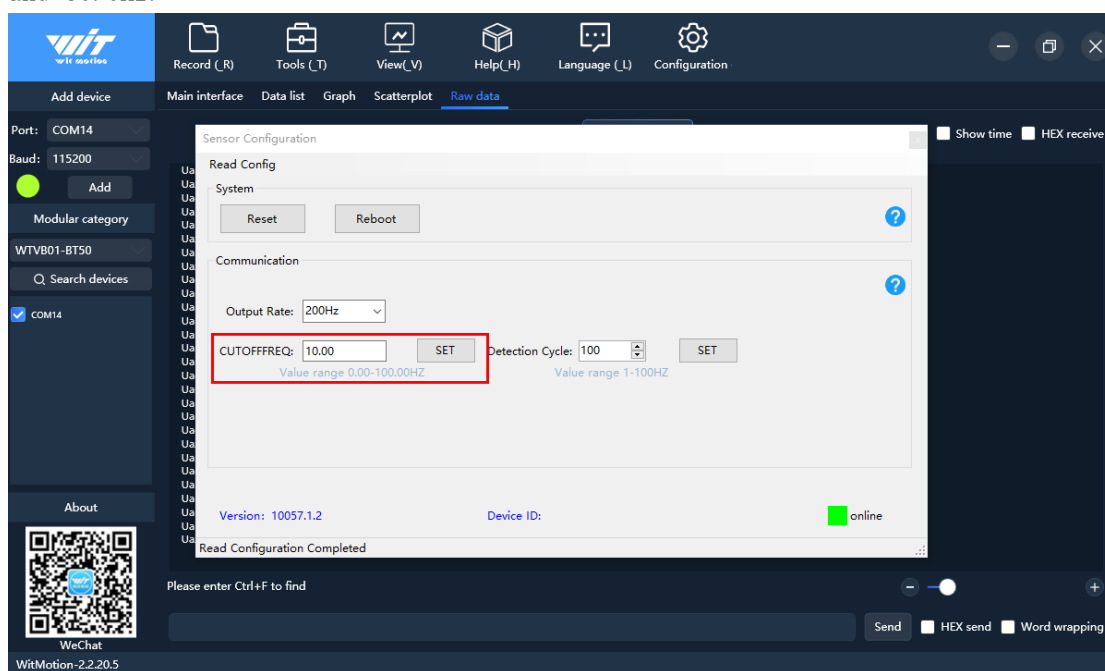 WIT
wit motion
Record (_R) Tools (_T) View(_V) Help(_H) Language (_L) Configuration
Add device
Main interface Data list Graph Scatterplot Raw data
Port: COM14
Show time HEX receive
Baud: 115200
Add
Modular category
WTVB01-BT50
Search devices
COM14
Sensor Configuration
Read Config
System
Reset Reboot
Communication
Output Rate: 200Hz
CUTOFFFREQ: 10.00 SET Detection Cycle: 100 SET
Value range 0.00-100.00HZ Value range 1-100HZ
Version: 10057.1.2 Device ID: online
Read Configuration Completed
About
WeChat
Please enter Ctrl+F to find
Send HEX send Word wrapping
WitMotion-2.2.20.5